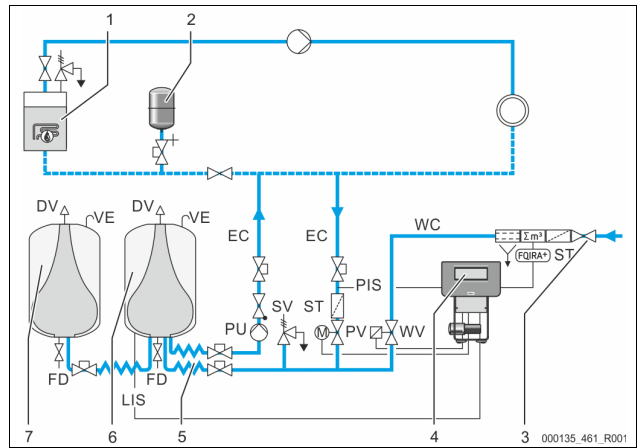 1
2
DV
VE
DV
VE
EC
EC
WC
Σm³
FQIRA+
ST
PIS
SV
ST
PU
M
PV
WV
FD
FD
LIS
7
6
5
4
3
000135_461_R001